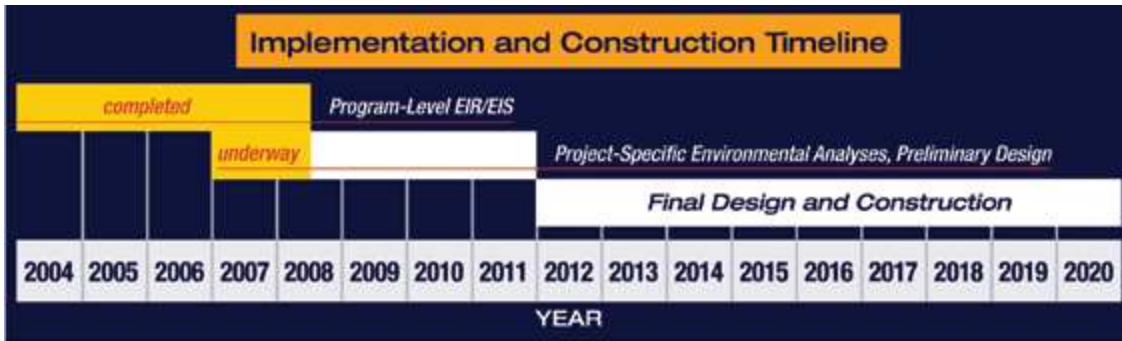 Implementation and Construction Timeline
completed Program-Level EIR/EIS
underway Project-Specific Environmental Analyses, Preliminary Design
Final Design and Construction
2004 2005 2006 2007 2008 2009 2010 2011 2012 2013 2014 2015 2016 2017 2018 2019 2020
YEAR